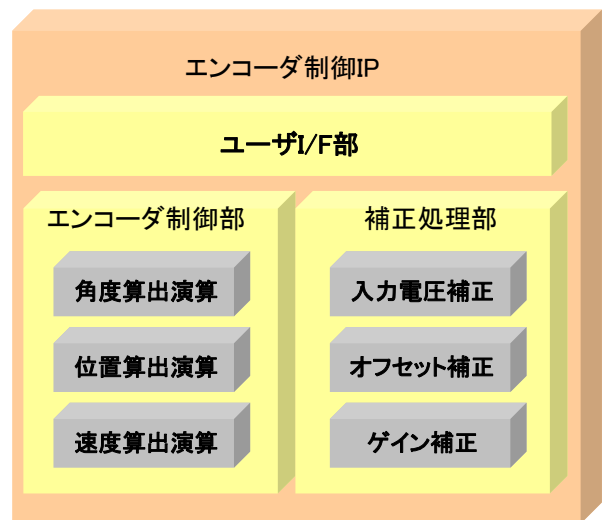 エンコーダ制御IP
ユーザI/F部
エンコーダ制御部
角度算出演算
位置算出演算
速度算出演算
補正処理部
入力電圧補正
オフセット補正
ゲイン補正